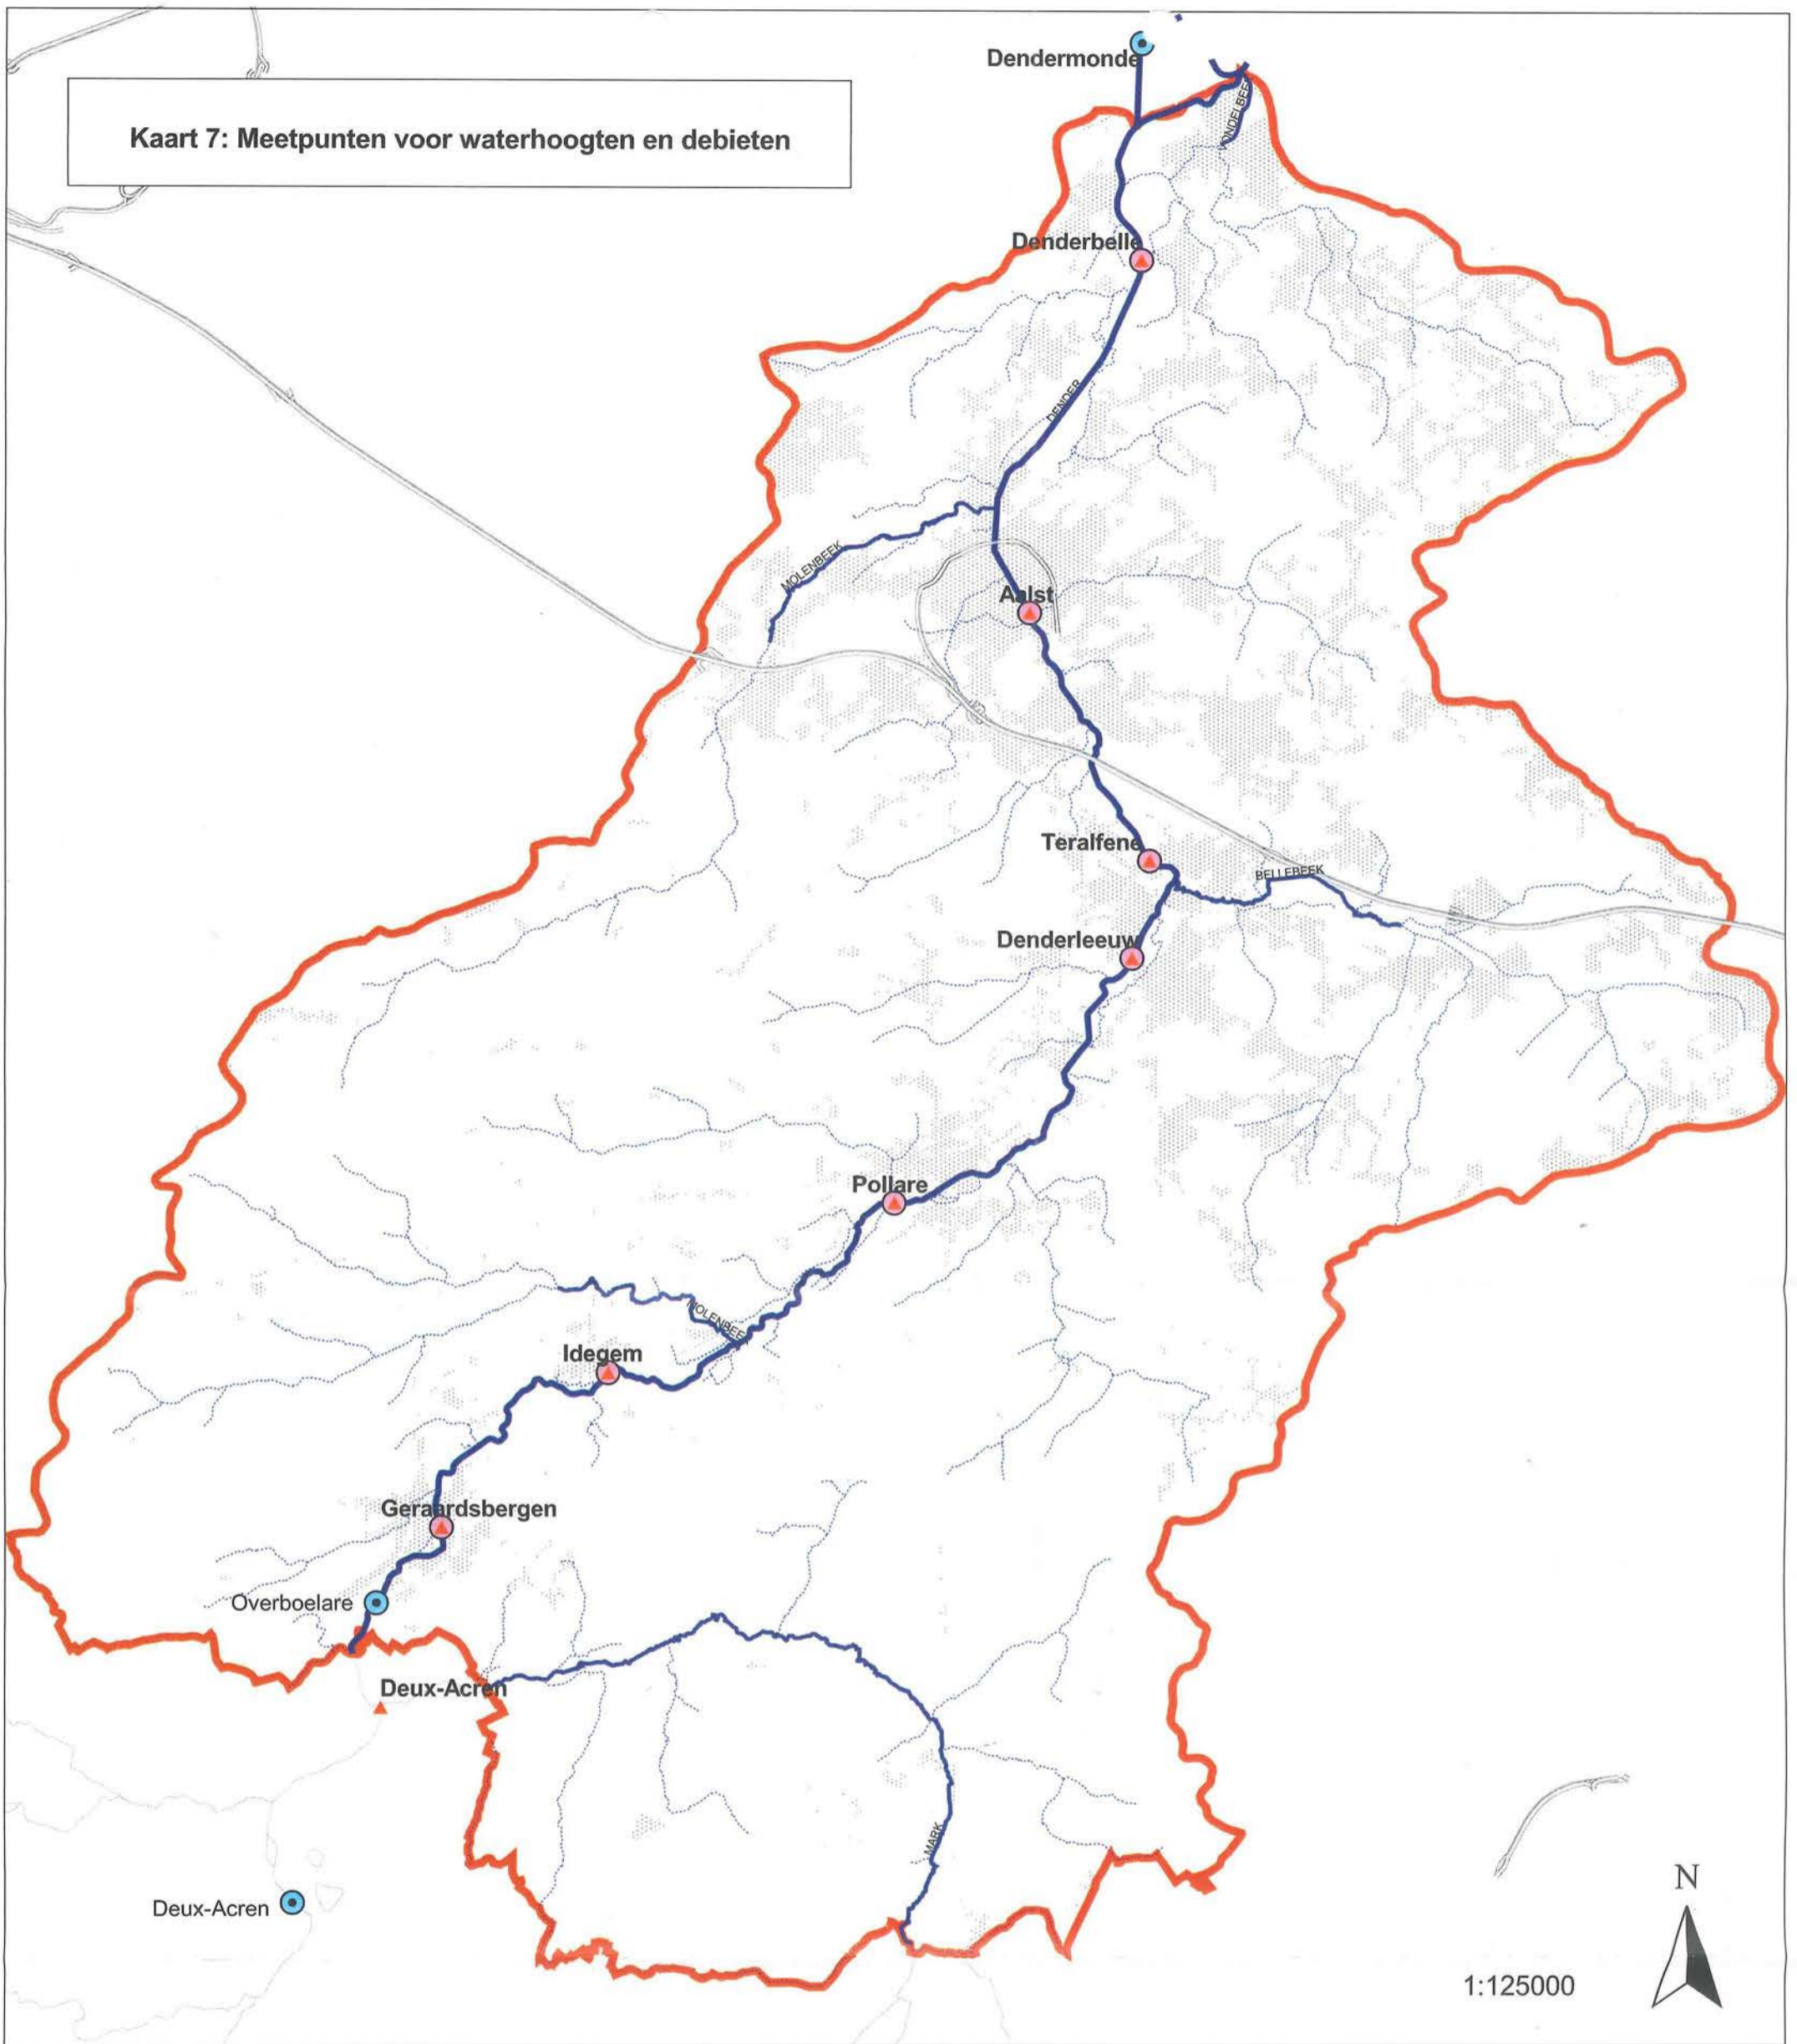 Dendermonde
Kaart 7: Meetpunten voor waterhoogten en debieten
Denderbelle
DENDER
MOLENBEEK
Aalst
Teralfene
BELLEBEEK
Denderleeuw
Pollare
MOLENBEE
Idegem
Geraardsbergen
Overboelare
Deux-Acren
MARK
Deux-Acren
N
1:125000